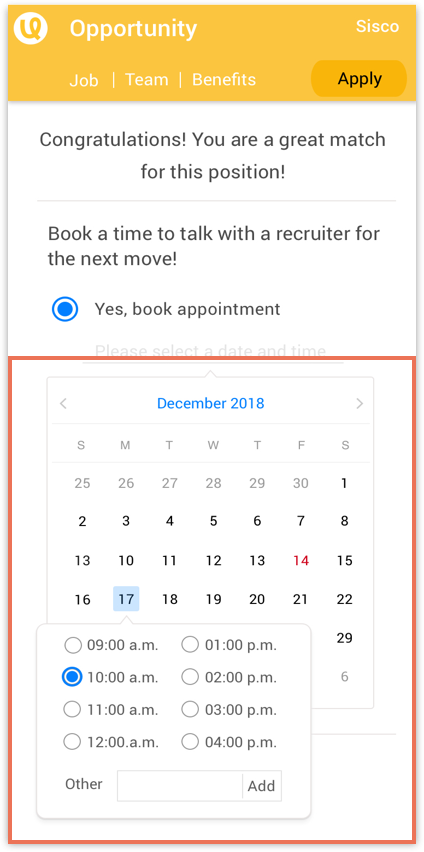 Opportunity
Sisco
Job | Team | Benefits
Apply
Congratulations! You are a great match
for this position!
Book a time to talk with a recruiter for
the next move!
Yes, book appointment
Please select a date and time
December 2018
S M T W T F S
25 26 27 28 29 30 1
2 3 4 5 6 7 8
13 10 11 12 13 14 15
16 17 18 19 20 21 22
29
6
09:00 a.m. 01:00 p.m.
10:00 a.m. 02:00 p.m.
11:00 a.m. 03:00 p.m.
12:00.a.m. 04:00 p.m.
Other Add